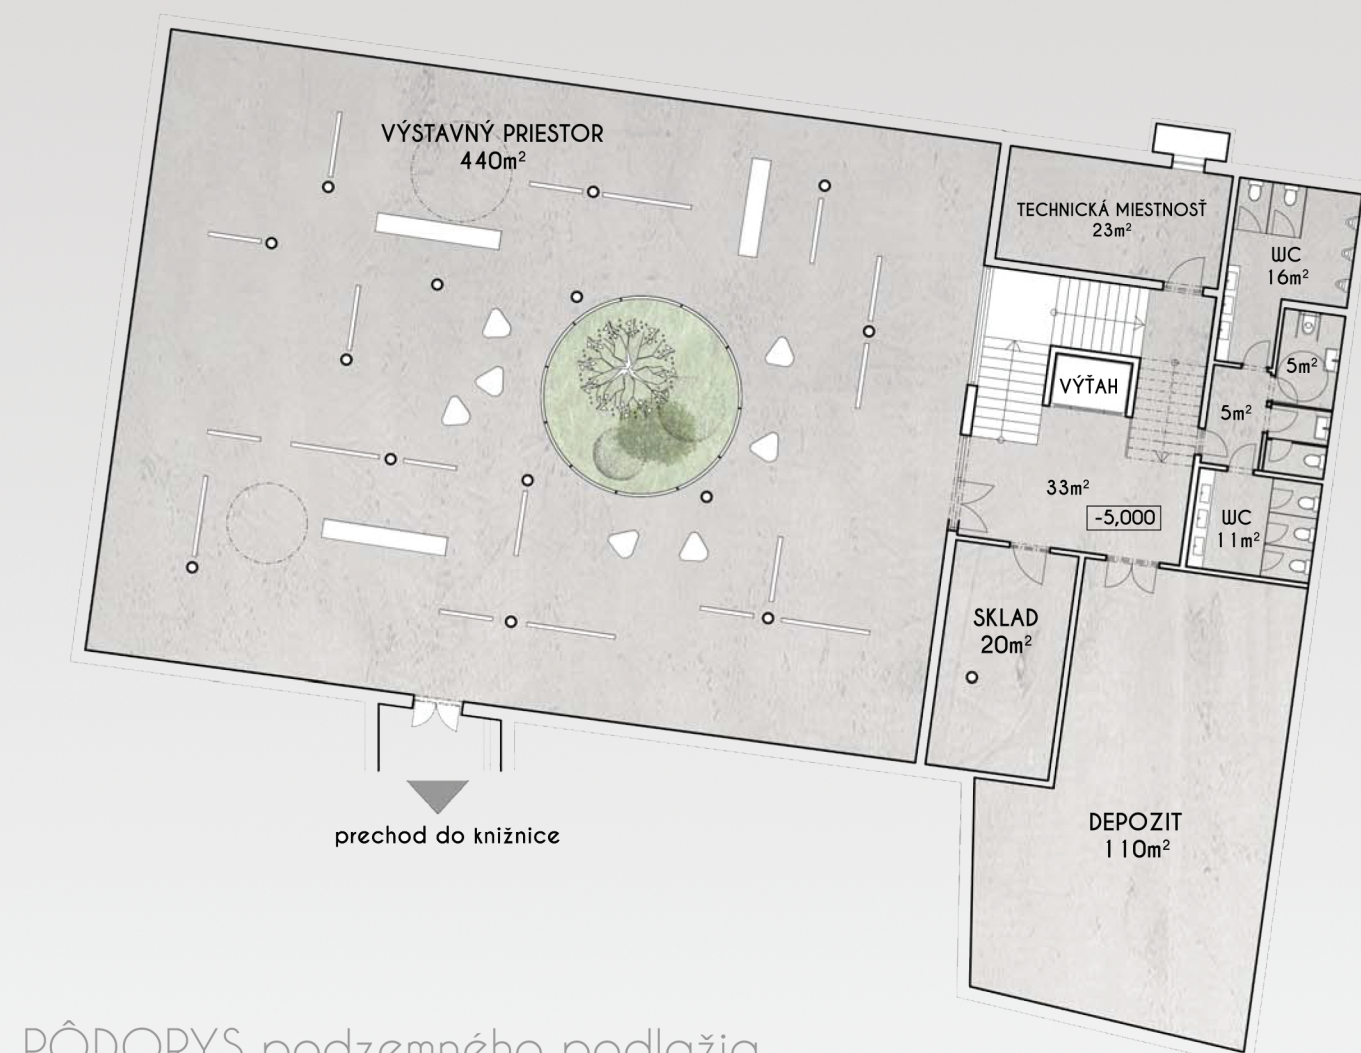 VÝSTAVNÝ PRIESTOR
440m²
TECHNICKÁ MIESTNOSŤ
23m²
WC
16m²
5m²
VÝŤAH
5m²
33m²
-5,000
WC
11m²
SKLAD
20m²
DEPOZIT
110m²
prechod do knižnice
PÔDORYS podzemného podlažia